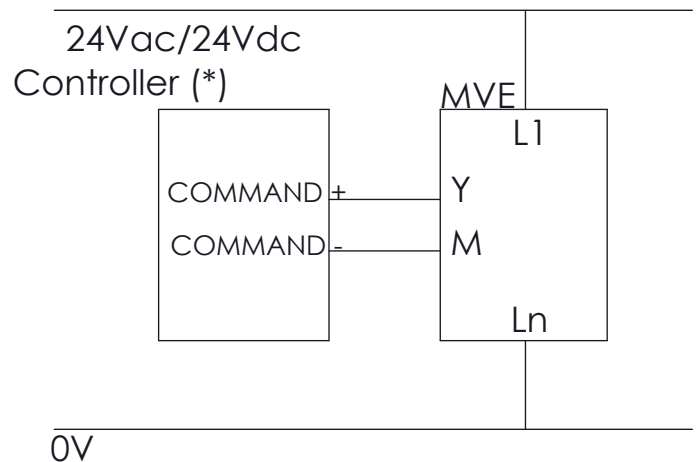 24Vac/24Vdc
Controller (*)
MVE
L1
COMMAND + Y
COMMAND - M
Ln
0V